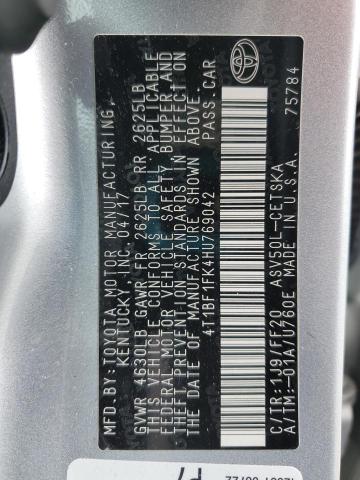 MFD. BY: TOYOTA MOTOR MANUFACTURING,
KENTUCKY, INC. 04/17
GVWR 4630LB GAWR FR 2625LB RR 2625LB
THIS VEHICLE CONFORMS TO ALL APPLICABLE
FEDERAL MOTOR VEHICLE SAFETY, BUMPER AND
THEFT PREVENTION STANDARDS IN EFFECT ON
THE DATE OF MANUFACTURE SHOWN ABOVE.
4T1BF1FK4HU769042 PASS.CAR
TOYOTA
C/TR:1J9/FF20 ASV50L-CETSKA
A/TM:-01A/U760E MADE IN U.S.A.
75784